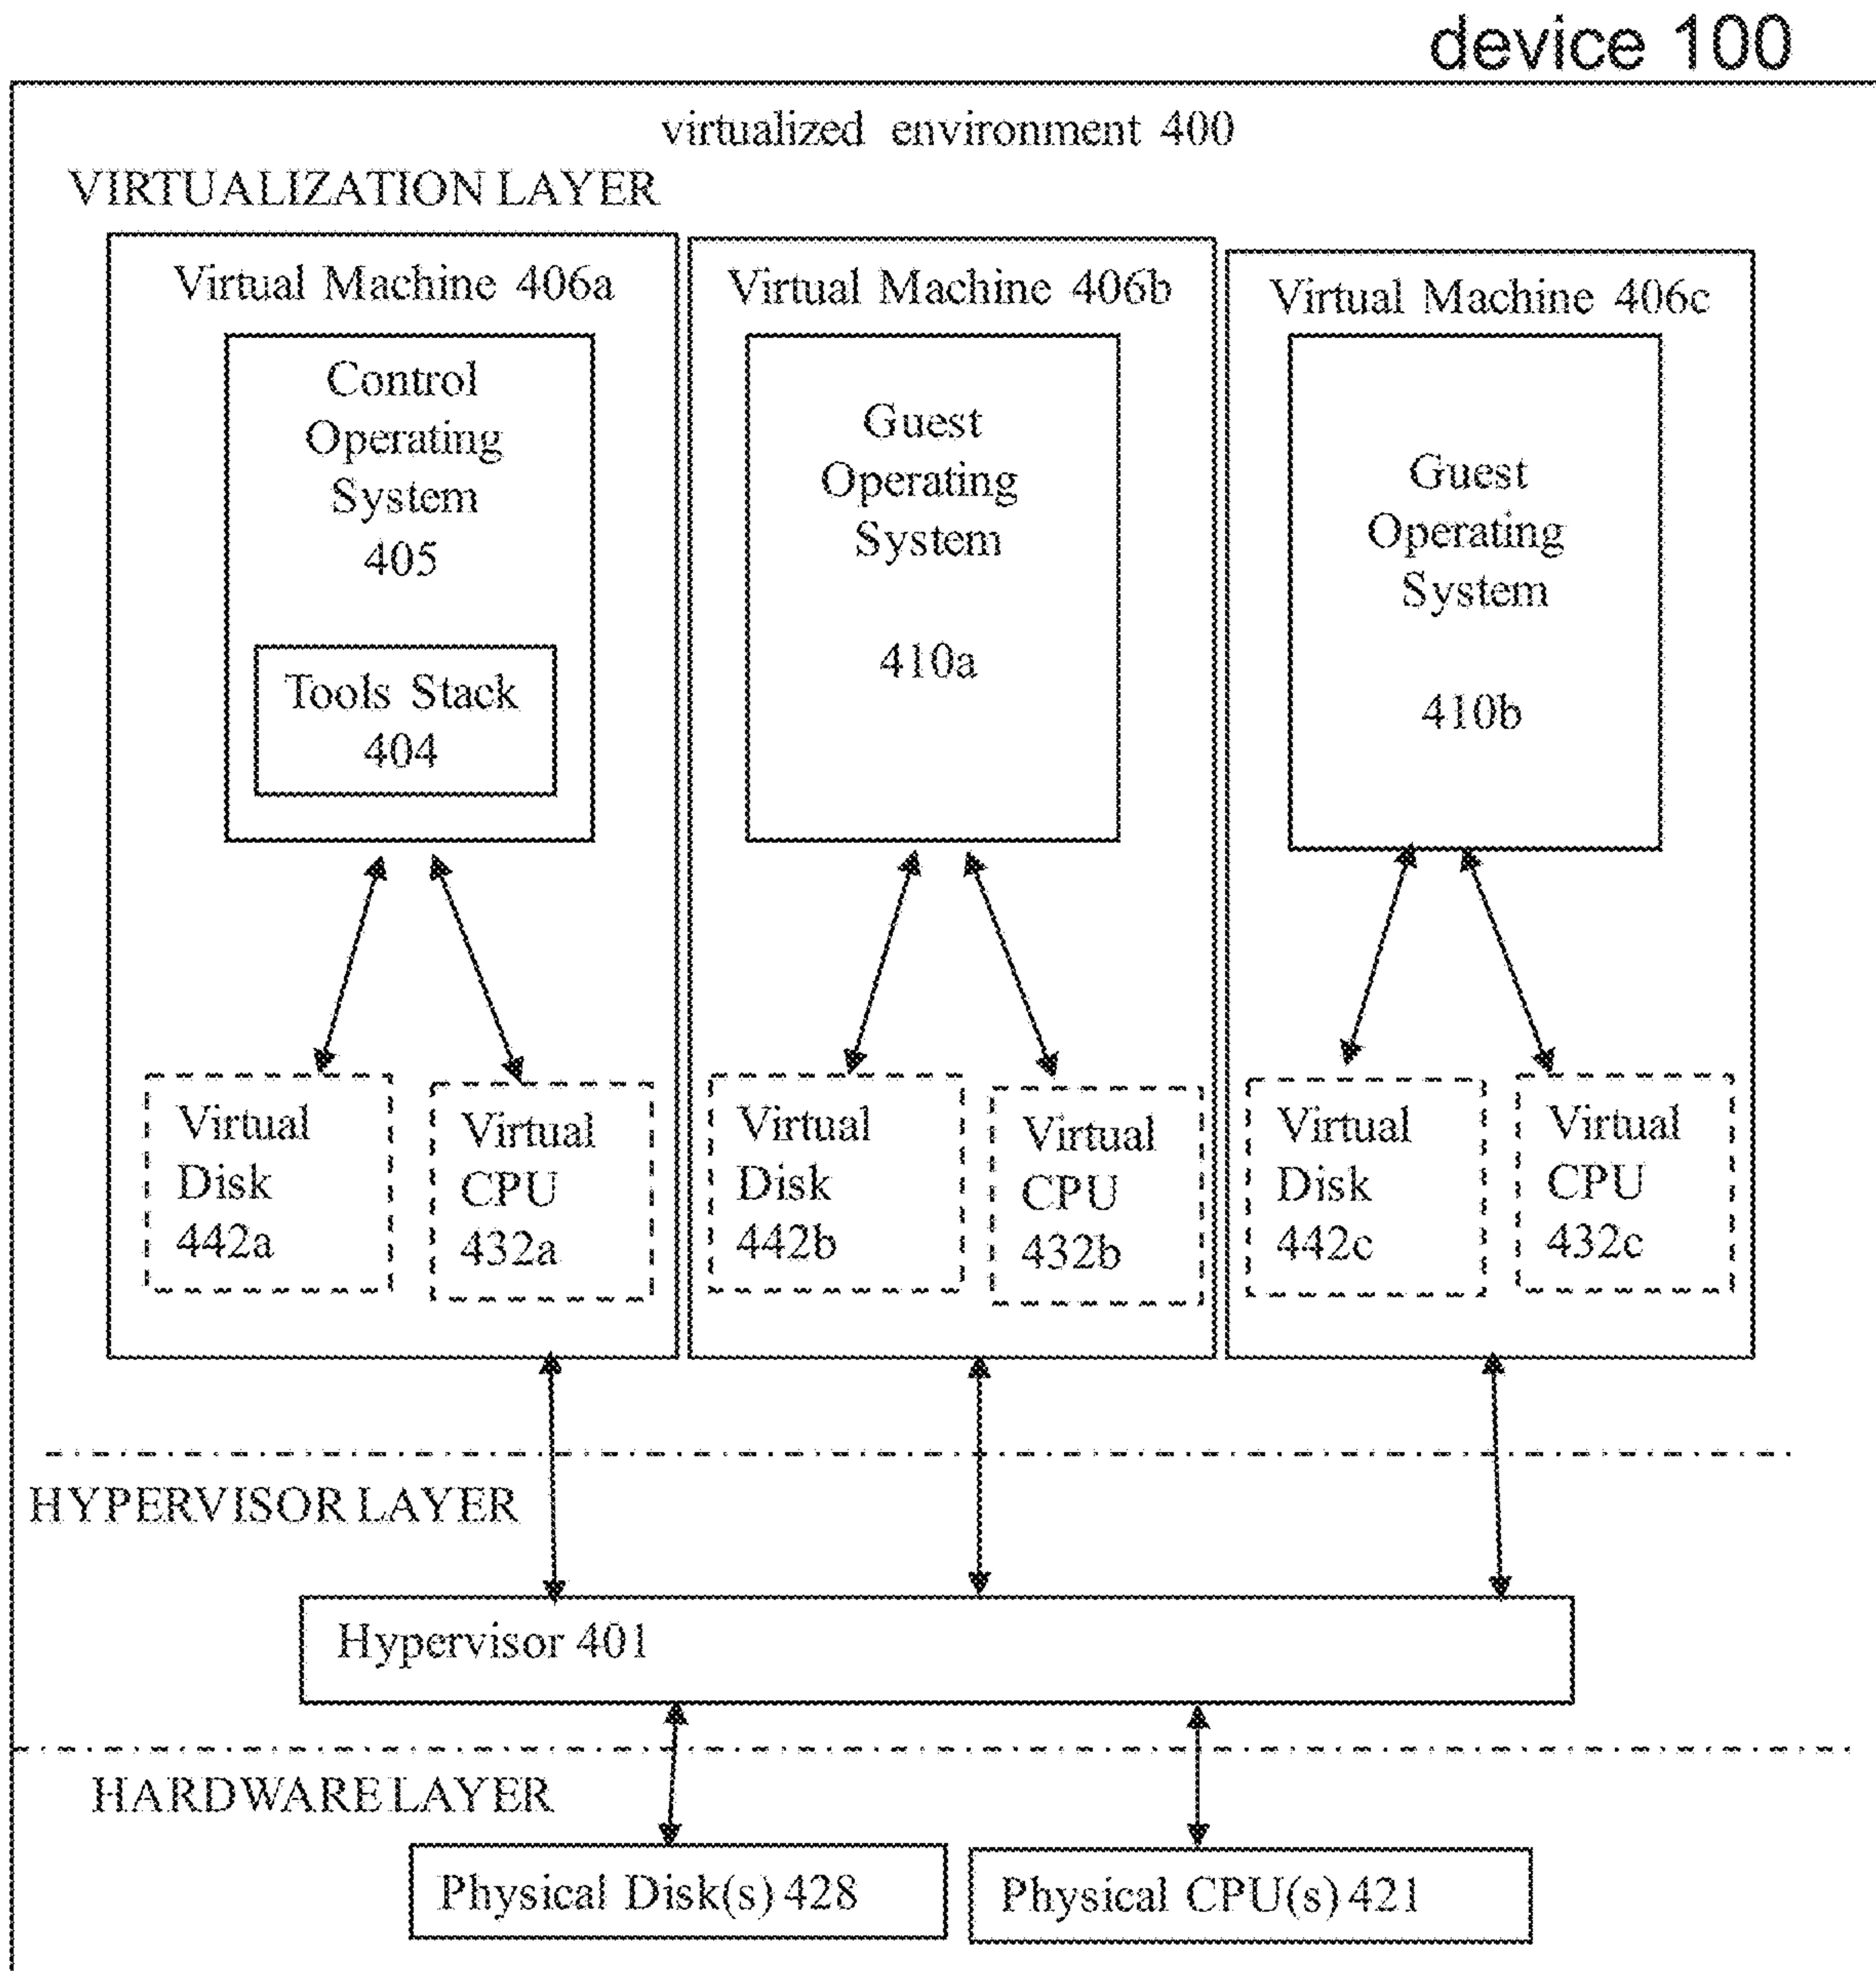 device 100
virtualized environment 400
VIRTUALIZATION LAYER
Virtual Machine 406a
Control
Operating
System
405
Tools Stack
404
Virtual
Disk
442a
Virtual
CPU
432a
Virtual Machine 406b
Guest
Operating
System
410a
Virtual
Disk
442b
Virtual
CPU
432b
Virtual Machine 406c
Guest
Operating
System
410b
Virtual
Disk
442c
Virtual
CPU
432c
HYPERVISOR LAYER
Hypervisor 401
HARDWARE LAYER
Physical Disk(s) 428
Physical CPU(s) 421